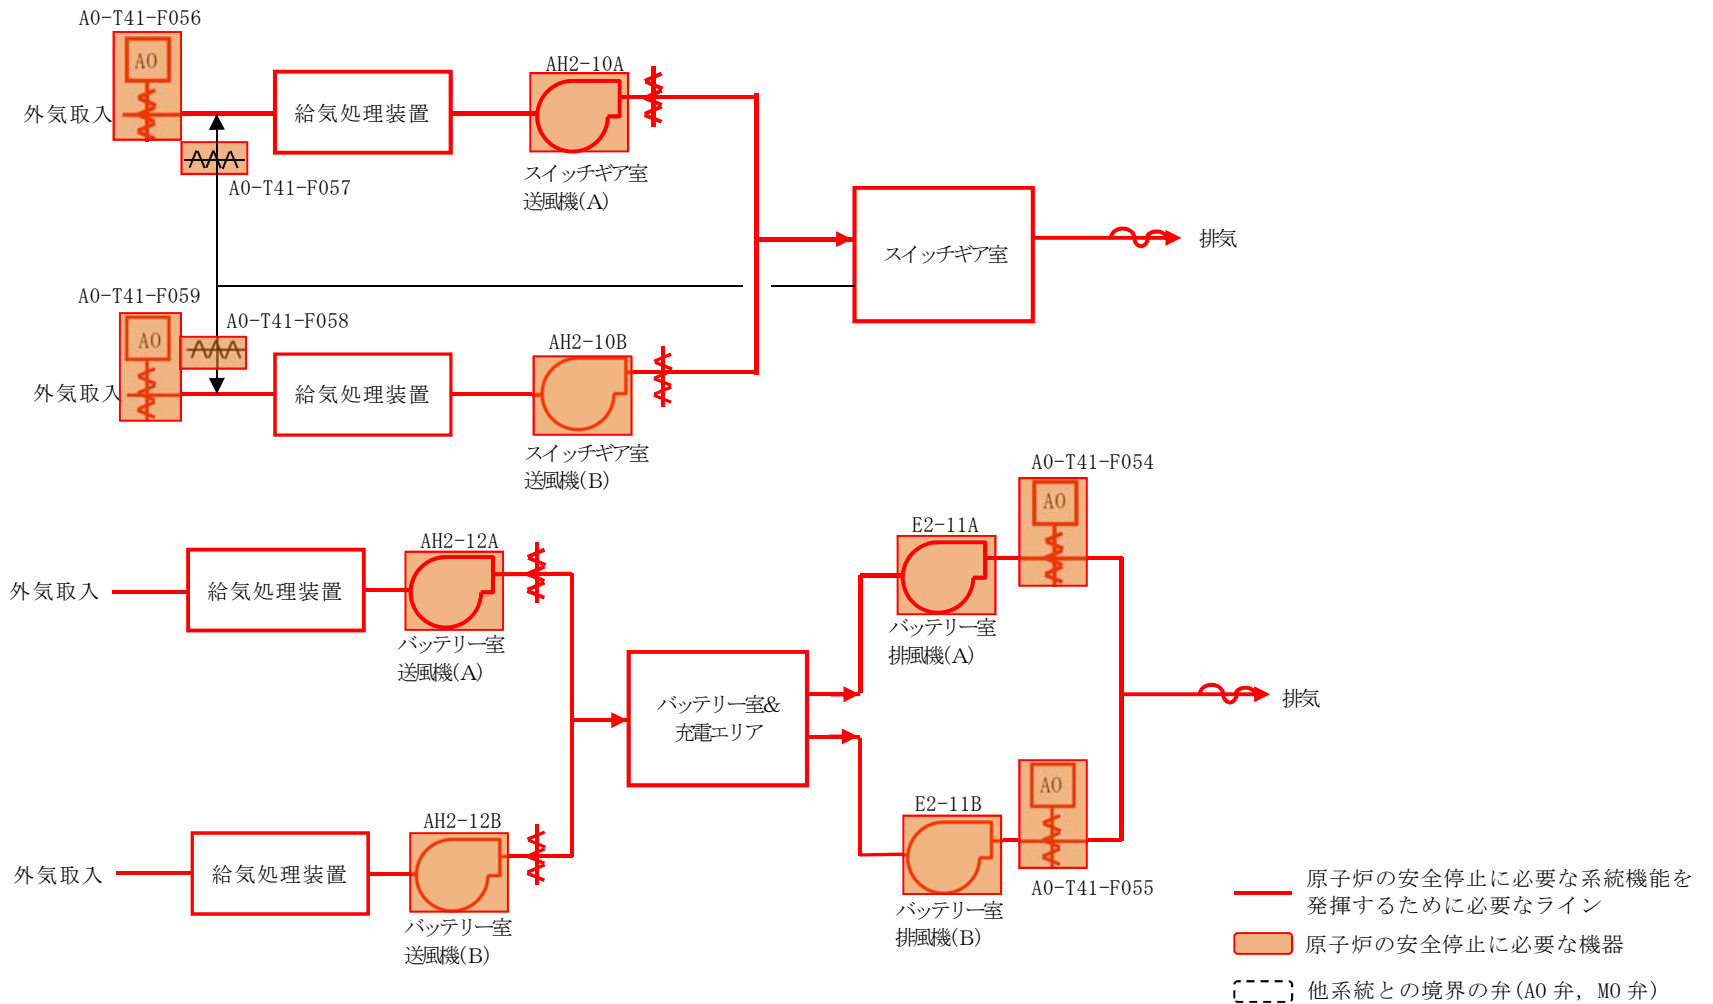 AO-T41-F056
AO
外気取入
給気処理装置
AH2-10A
スイッチギア室
送風機(A)
AO-T41-F057
スイッチギア室
排気
AO-T41-F059
AO
AO-T41-F058
外気取入
給気処理装置
AH2-10B
スイッチギア室
送風機(B)
外気取入
給気処理装置
AH2-12A
バッテリー室
送風機(A)
バッテリー室&
充電エリア
E2-11A
バッテリー室
排風機(A)
AO-T41-F054
AO
排気
外気取入
給気処理装置
AH2-12B
バッテリー室
送風機(B)
E2-11B
バッテリー室
排風機(B)
AO
AO-T41-F055
原子炉の安全停止に必要な系統機能を
発揮するために必要なライン
原子炉の安全停止に必要な機器
他系統との境界の弁(AO 弁, MO 弁)